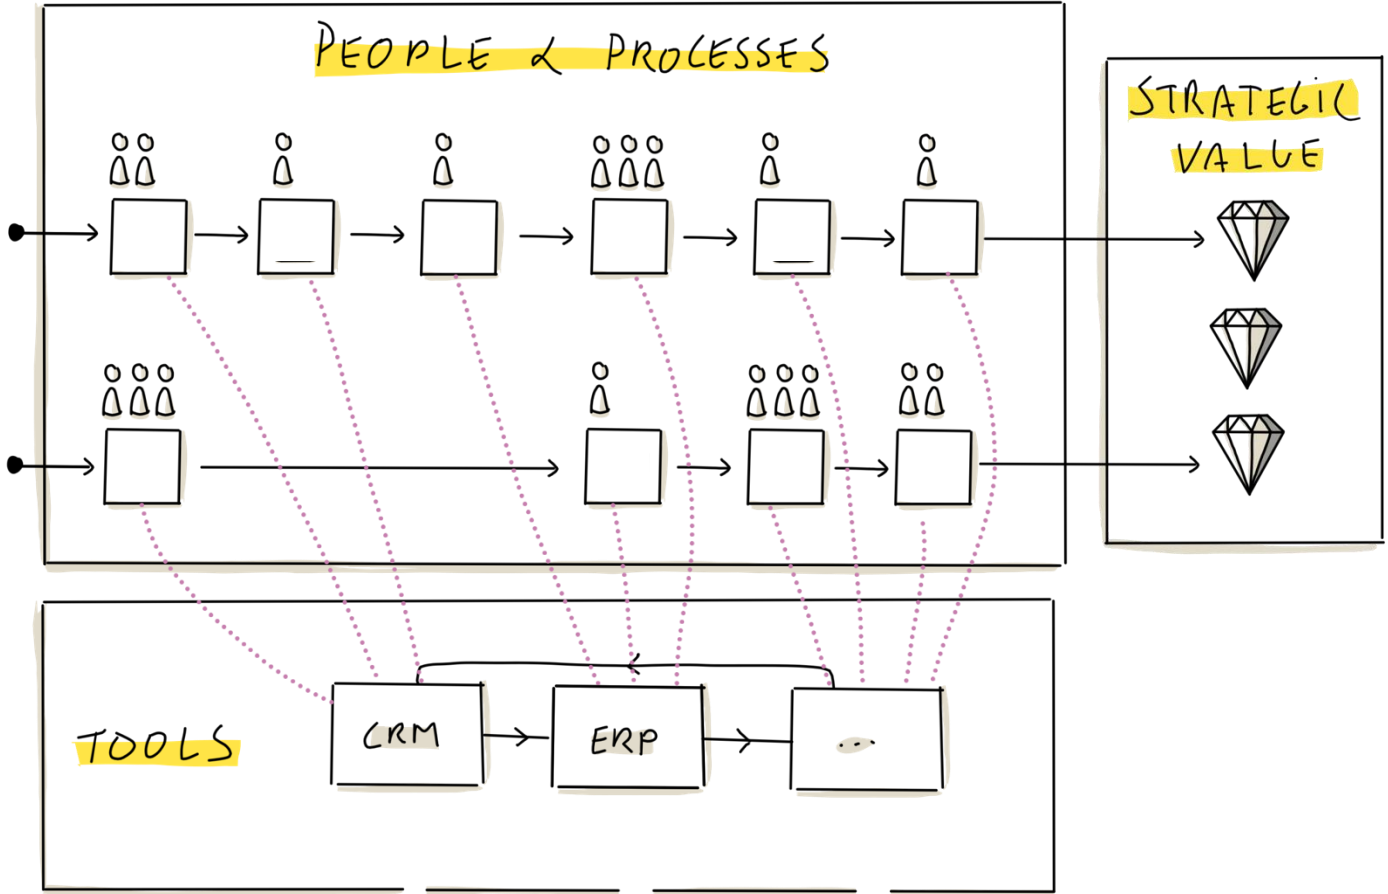 PEOPLE & PROCESSES
STRATEGIC
VALUE
TOOLS
CRM
ERP
...